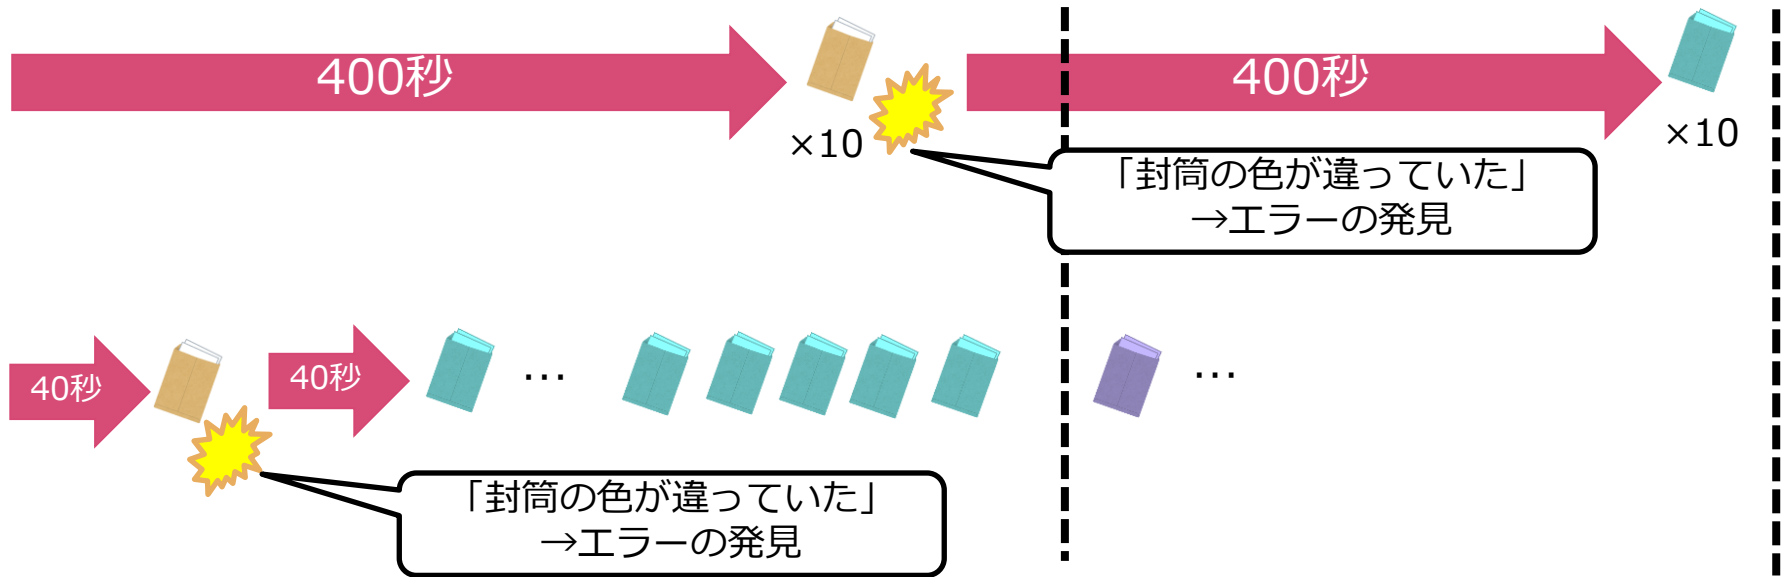 400秒
×10
400秒
×10
「封筒の色が違っていた」
→エラーの発見
40秒
40秒
…
…
「封筒の色が違っていた」
→エラーの発見